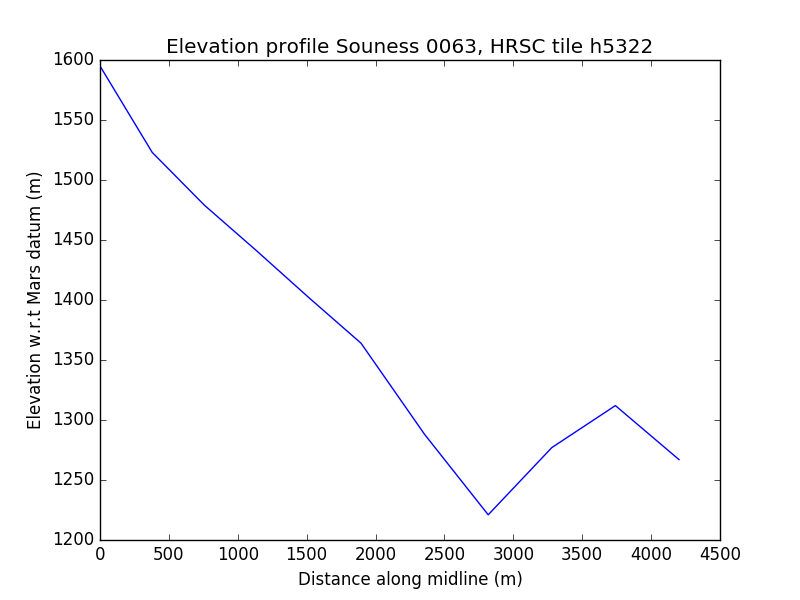 Elevation profile Souness 0063, HRSC tile h5322
1600
1550
1500
1450
1400
1350
1300
1250
1200
Elevation w.r.t Mars datum (m)
0 500 1000 1500 2000 2500 3000 3500 4000 4500
Distance along midline (m)